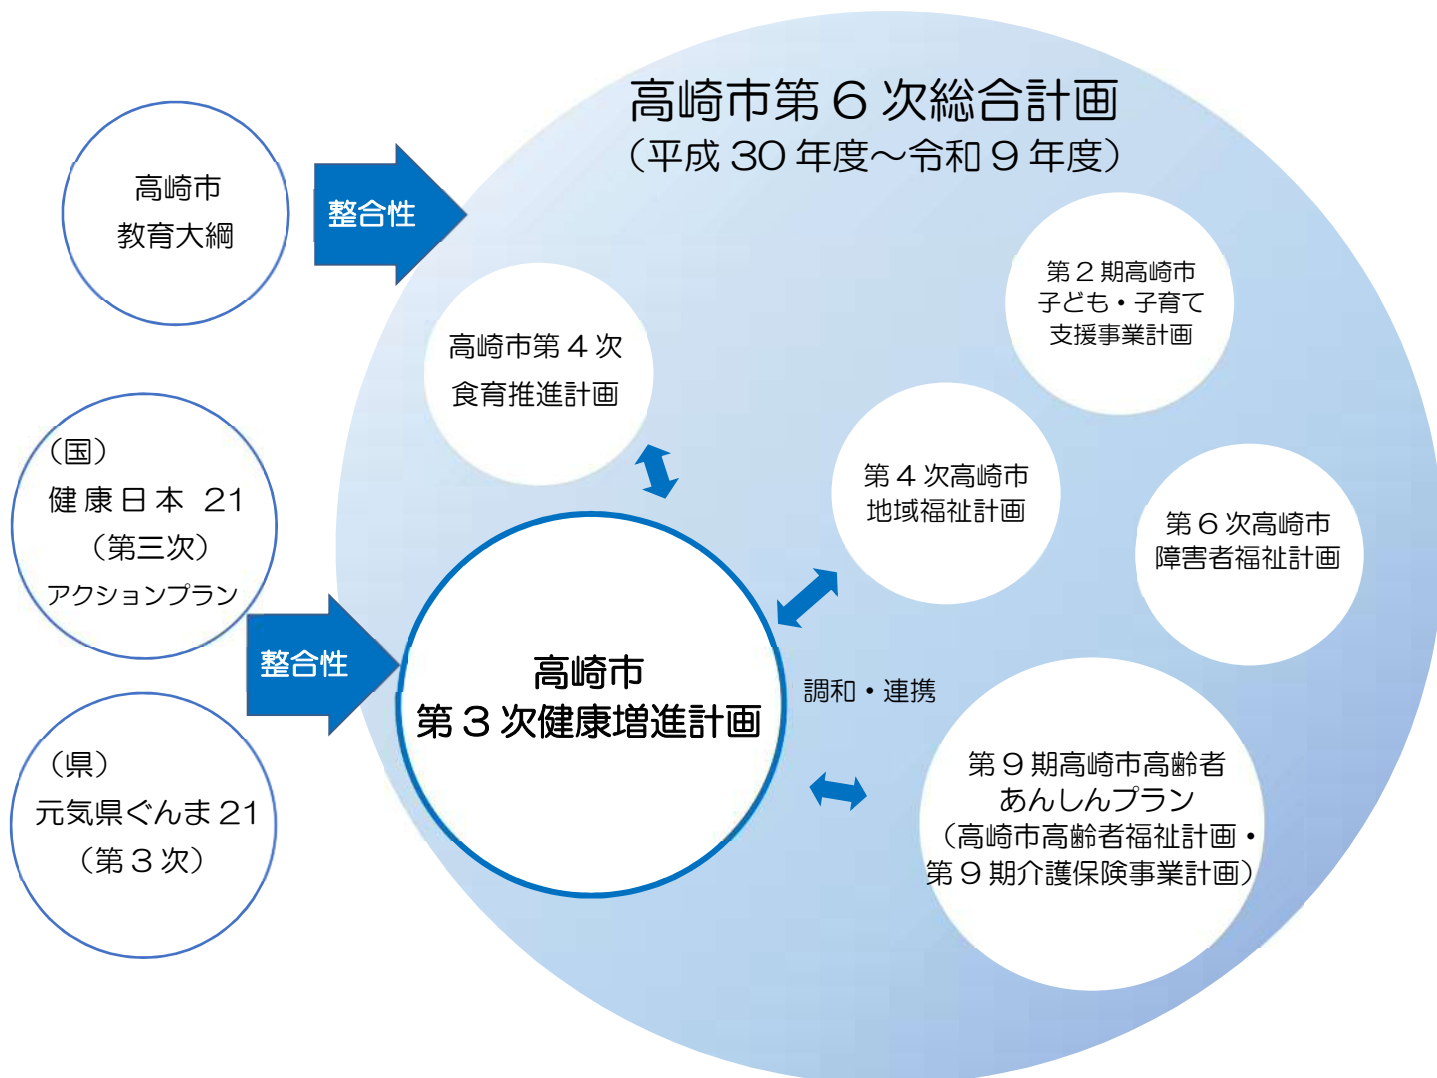 高崎市第6次総合計画
（平成30年度～令和9年度）
高崎市
教育大綱
整合性
第2期高崎市
子ども・子育て
支援事業計画
高崎市第4次
食育推進計画
（国）
健康日本 21
（第三次）
アクションプラン
第4次高崎市
地域福祉計画
第6次高崎市
障害者福祉計画
整合性
高崎市
第3次健康増進計画
調和・連携
（県）
元気県ぐんま21
（第3次）
第9期高崎市高齢者
あんしんプラン
（高崎市高齢者福祉計画・
第9期介護保険事業計画）